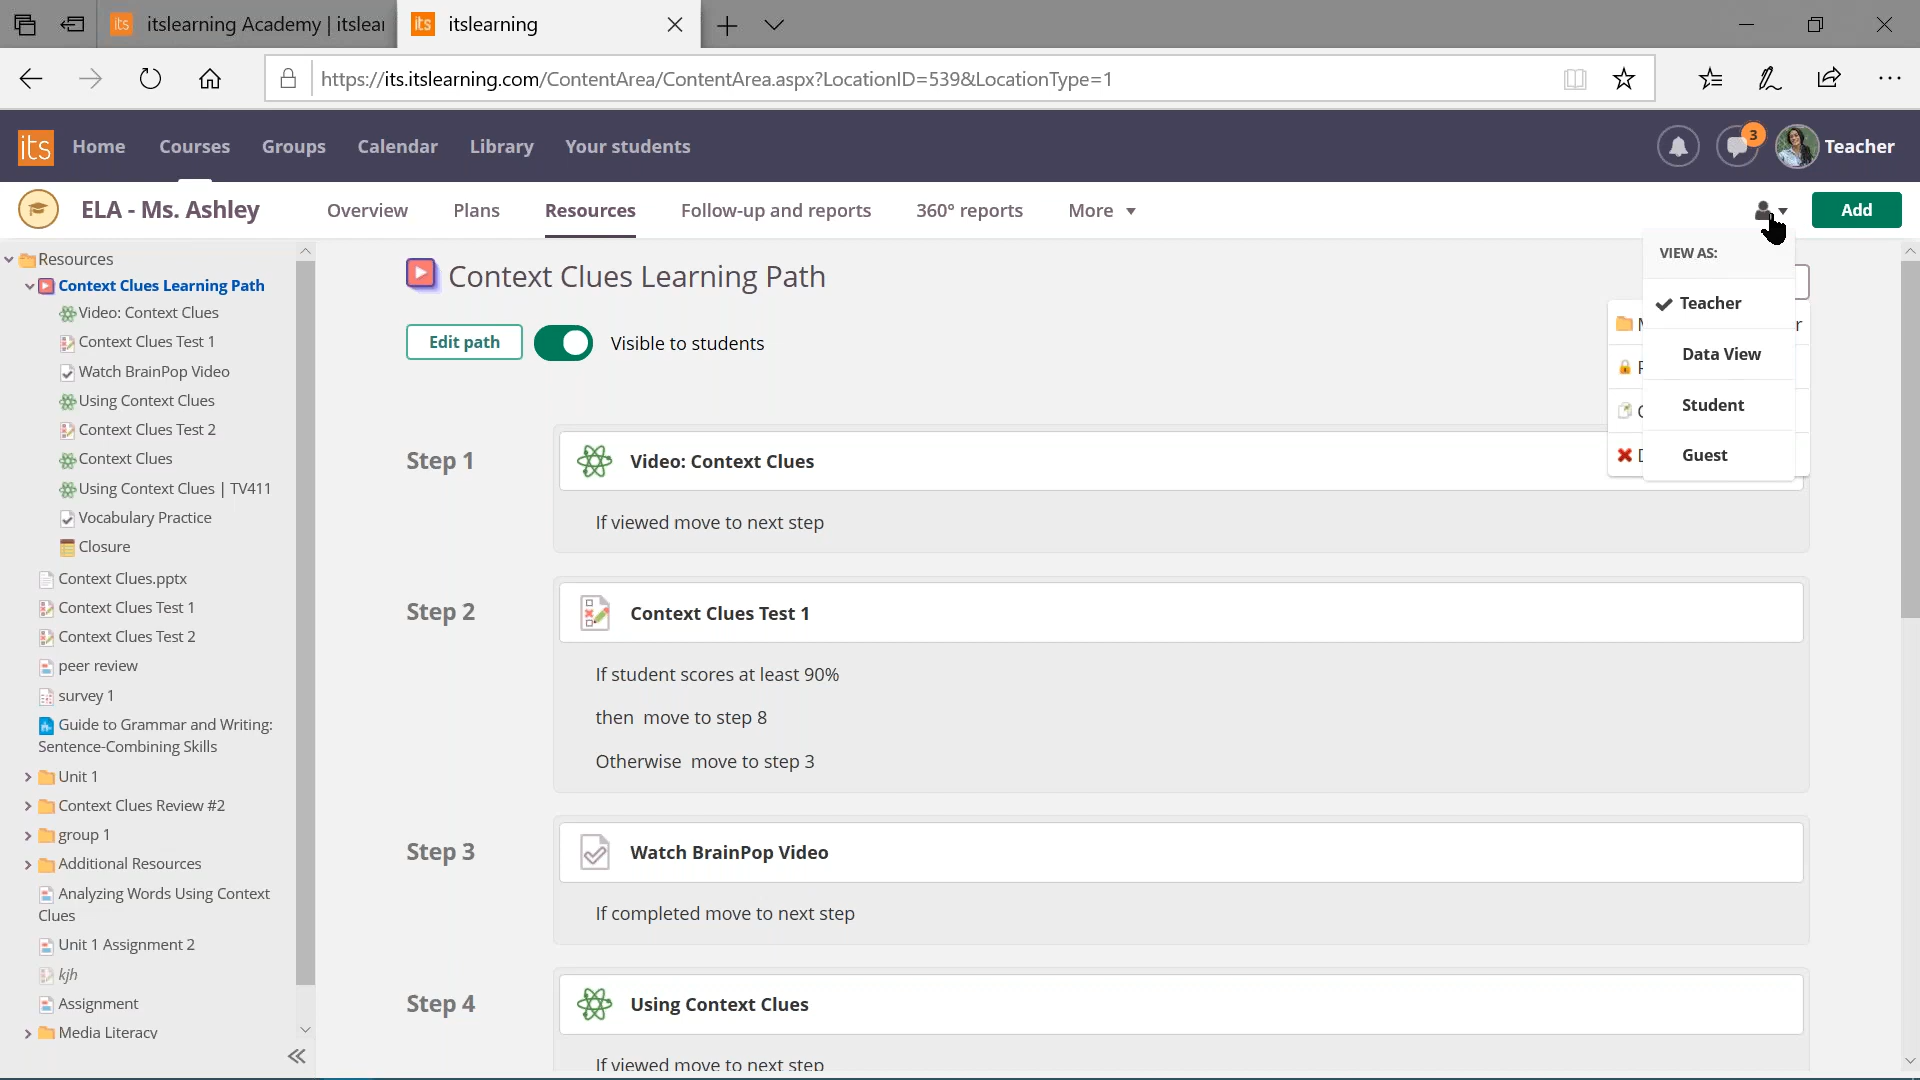 itslearning Academy | itslear
itslearning
https://its.itslearning.com/ContentArea/ContentArea.aspx?LocationID=539&LocationType=1
its Home Courses Groups Calendar Library Your students 3 Teacher
ELA - Ms. Ashley Overview Plans Resources Follow-up and reports 360° reports More Add
VIEW AS:
Teacher
Data View
Student
Guest
Resources
Context Clues Learning Path
Video: Context Clues
Context Clues Test 1
Watch BrainPop Video
Using Context Clues
Context Clues Test 2
Context Clues
Using Context Clues | TV411
Vocabulary Practice
Closure
Context Clues.pptx
Context Clues Test 1
Context Clues Test 2
peer review
survey 1
Guide to Grammar and Writing:
Sentence-Combining Skills
Unit 1
Context Clues Review #2
group 1
Additional Resources
Analyzing Words Using Context
Clues
Unit 1 Assignment 2
kjh
Assignment
Media Literacy
Context Clues Learning Path
Edit path Visible to students
Step 1 Video: Context Clues
If viewed move to next step
Step 2 Context Clues Test 1
If student scores at least 90%
then move to step 8
Otherwise move to step 3
Step 3 Watch BrainPop Video
If completed move to next step
Step 4 Using Context Clues
If viewed move to next step